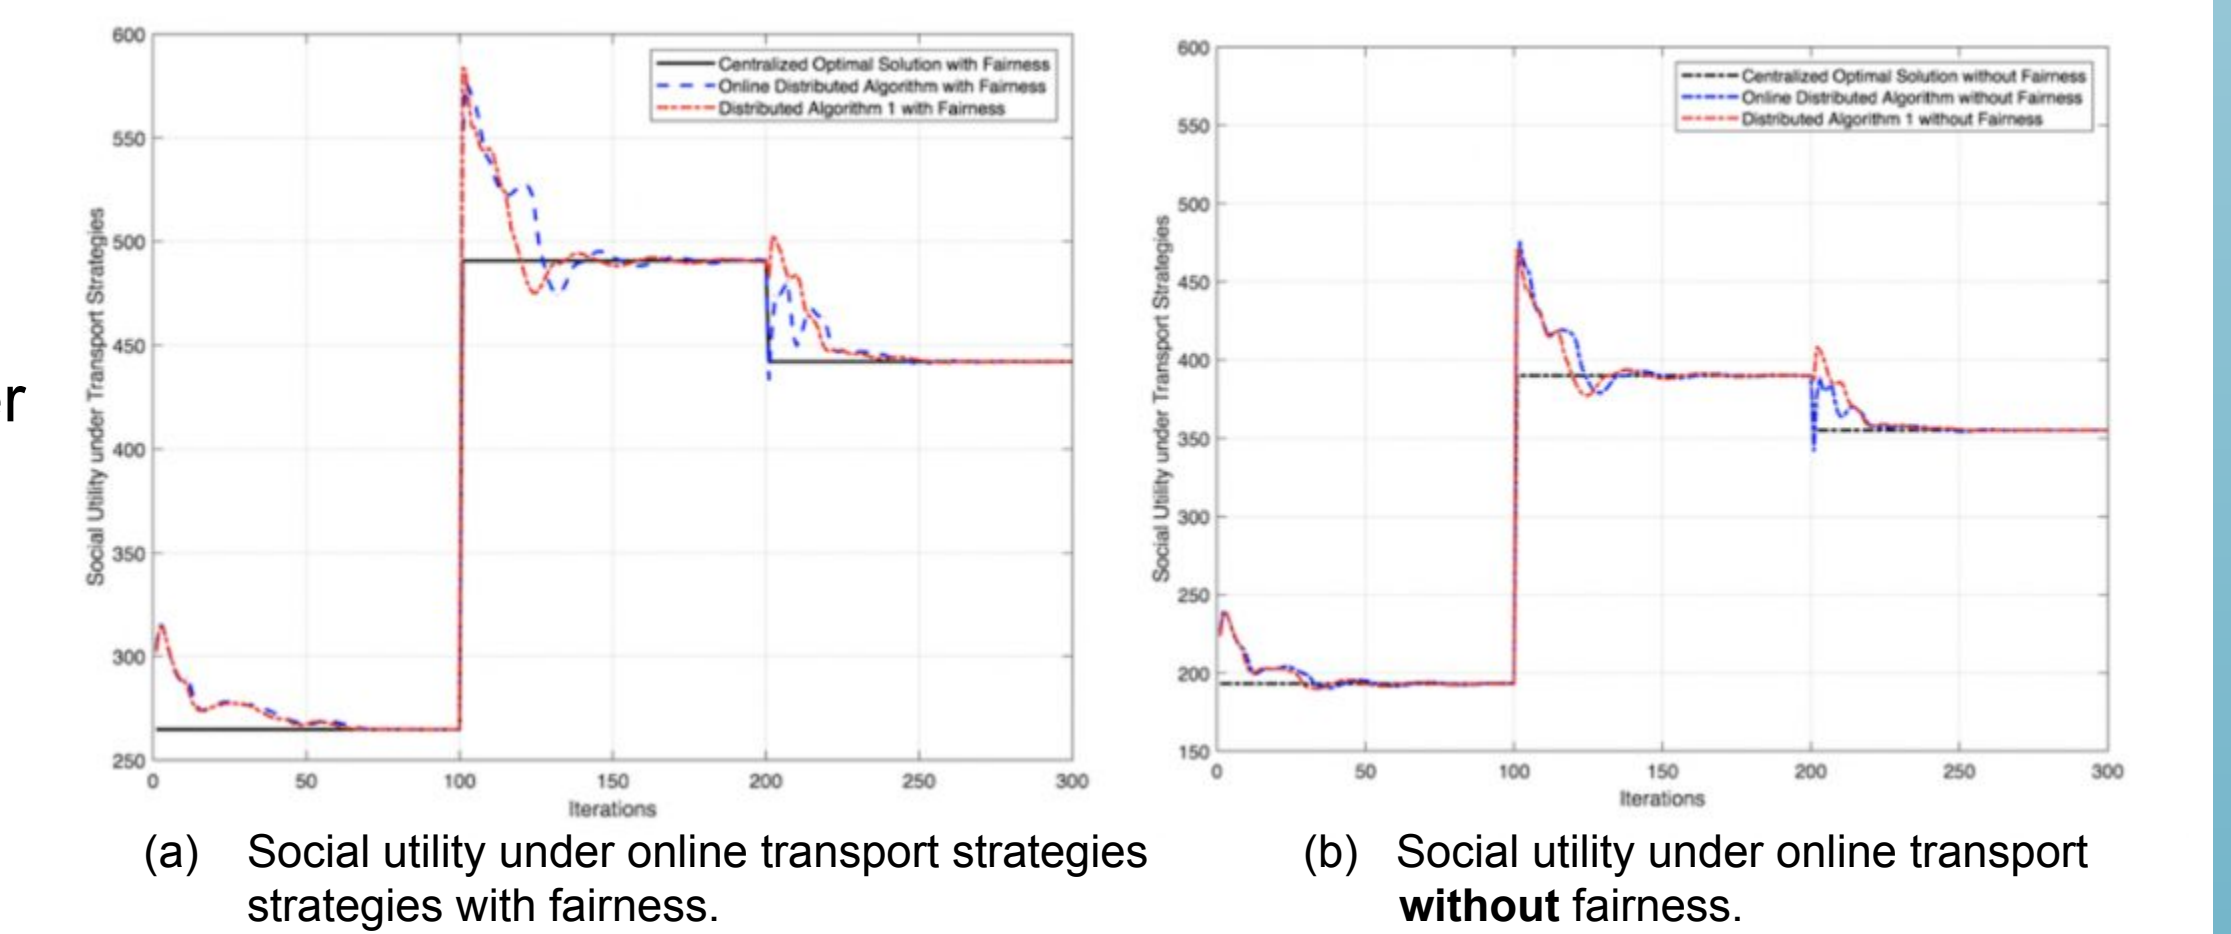 r
600
550
500
450
400
350
300
250
0
50
100
150
200
250
300
Social Utility under Transport Strategies
Iterations
Centralized Optimal Solution with Fairness
Online Distributed Algorithm with Fairness
Distributed Algorithm 1 with Fairness
(a) Social utility under online transport strategies
strategies with fairness.
600
550
500
450
400
350
300
250
200
150
0
50
100
150
200
250
300
Social Utility under Transport Strategies
Iterations
Centralized Optimal Solution without Fairness
Online Distributed Algorithm without Fairness
Distributed Algorithm 1 without Fairness
(b) Social utility under online transport
without fairness.